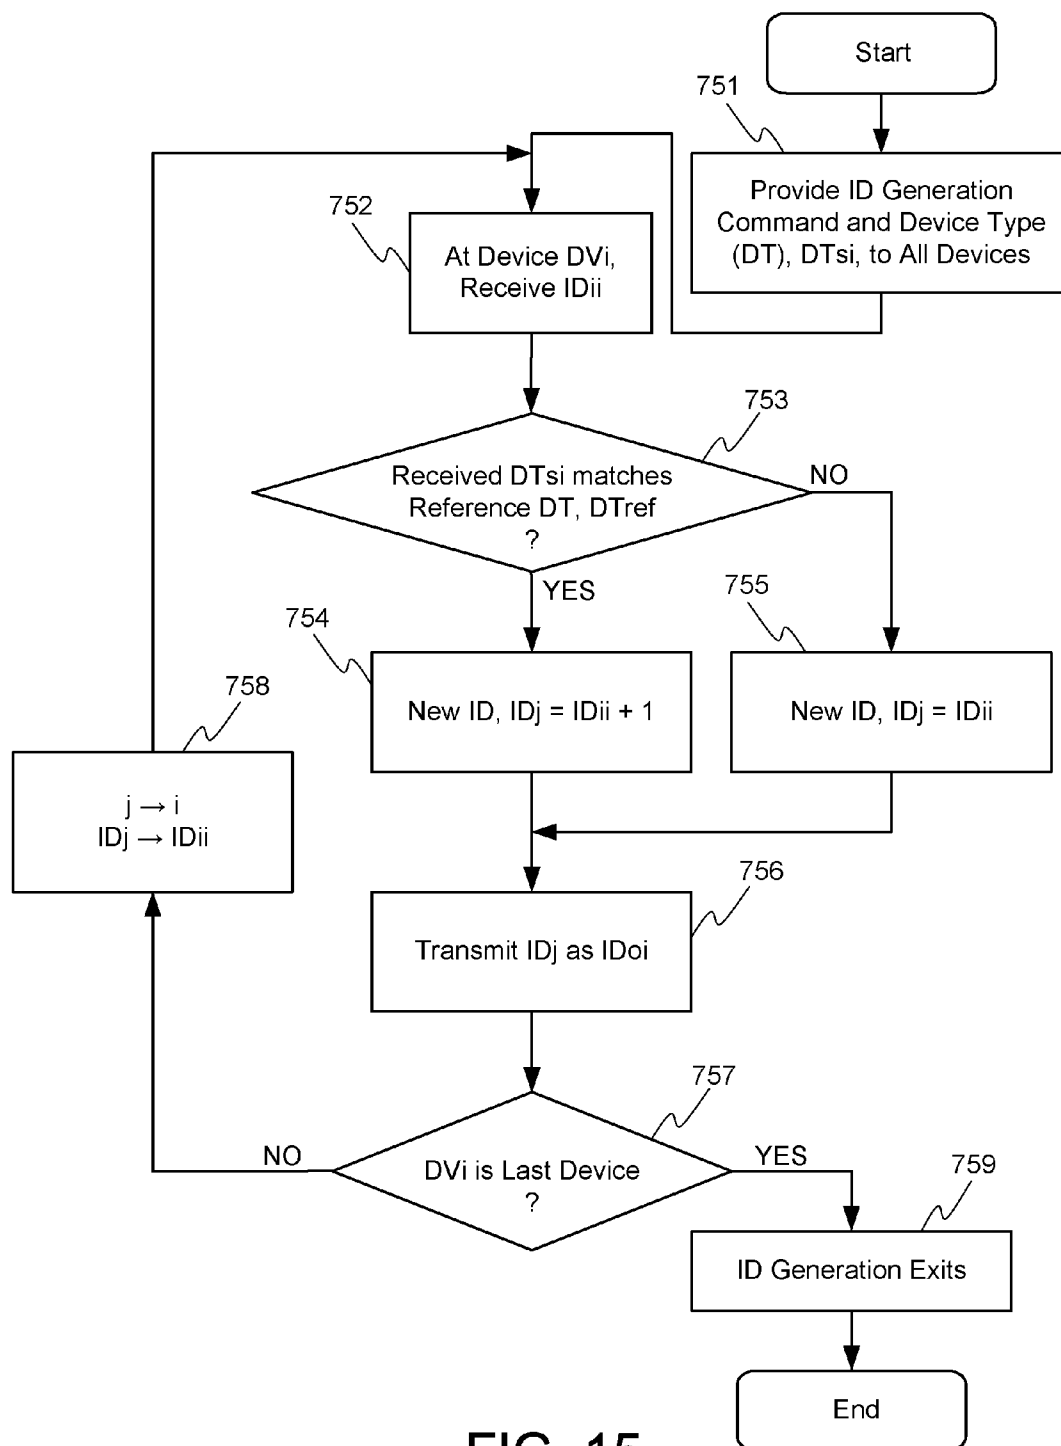 Start
751
Provide ID Generation
Command and Device Type
(DT), DTsi, to All Devices
752
At Device DVi,
Receive IDii
753
Received DTsi matches
Reference DT, DTref
?
NO
YES
754
New ID, IDj = IDii + 1
755
New ID, IDj = IDii
758
j → i
IDj → IDii
756
Transmit IDj as IDoi
757
DVi is Last Device
?
NO
YES
759
ID Generation Exits
End
FIG. 15